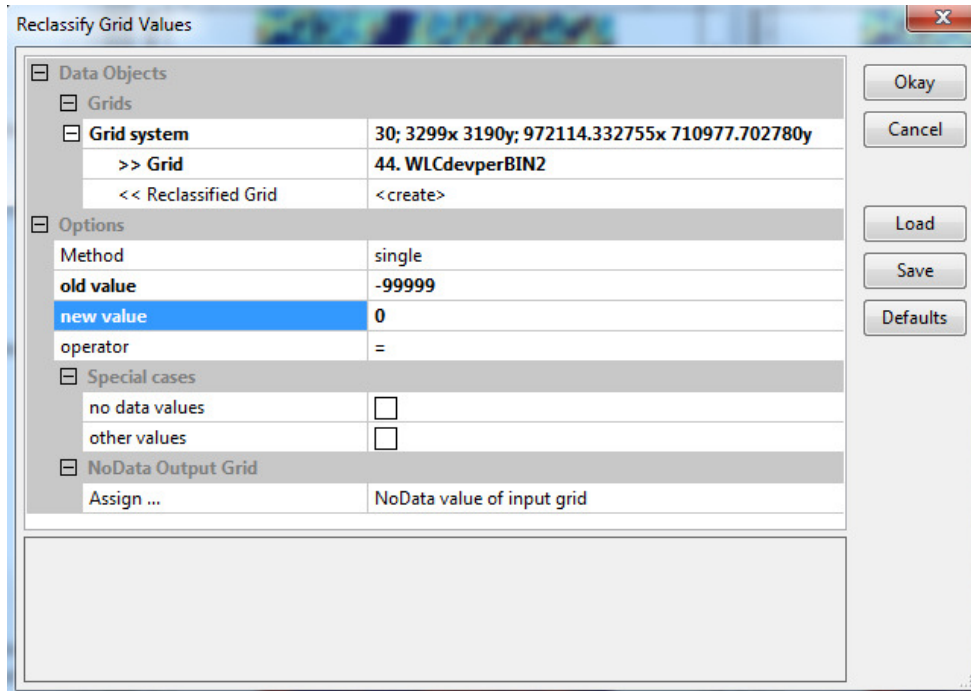 Reclassify Grid Values
Data Objects
Grids
Grid system 30; 3299x 3190y; 972114.332755x 710977.702780y
>> Grid 44. WLCdevperBIN2
<< Reclassified Grid <create>
Options
Method single
old value -99999
new value 0
operator =
Special cases
no data values
other values
NoData Output Grid
Assign ... NoData value of input grid
Okay
Cancel
Load
Save
Defaults